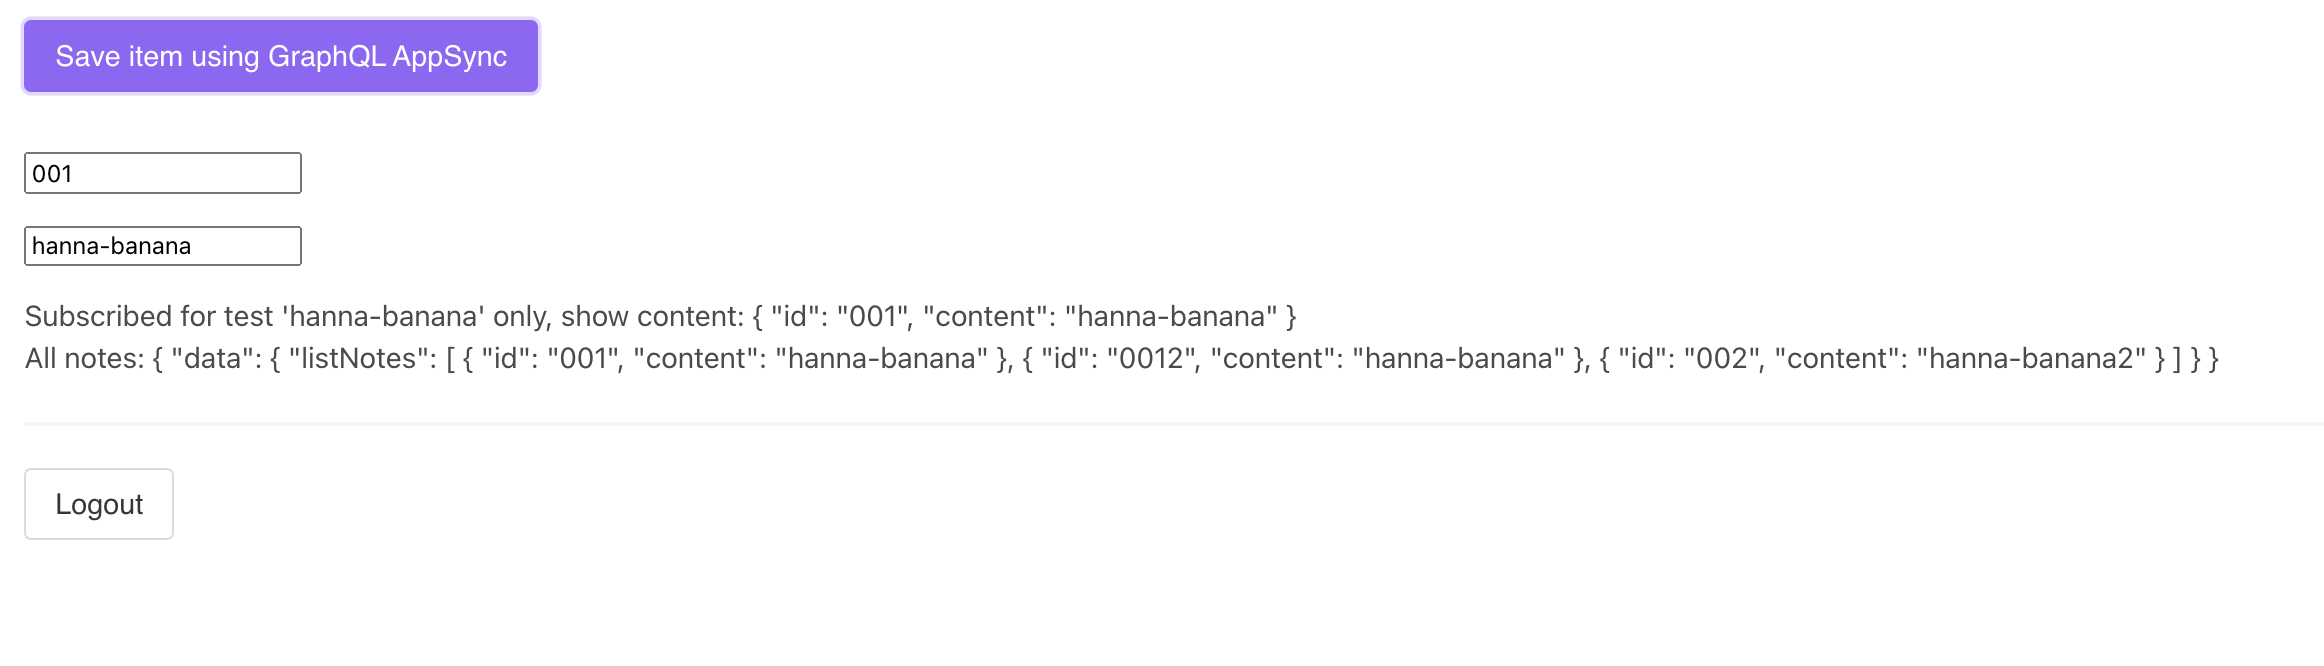 Save item using GraphQL AppSync
001
hanna-banana
Subscribed for test 'hanna-banana' only, show content: { "id": "001", "content": "hanna-banana" }
All notes: { "data": { "listNotes": [ { "id": "001", "content": "hanna-banana" }, { "id": "0012", "content": "hanna-banana" }, { "id": "002", "content": "hanna-banana2" } ] } }
Logout